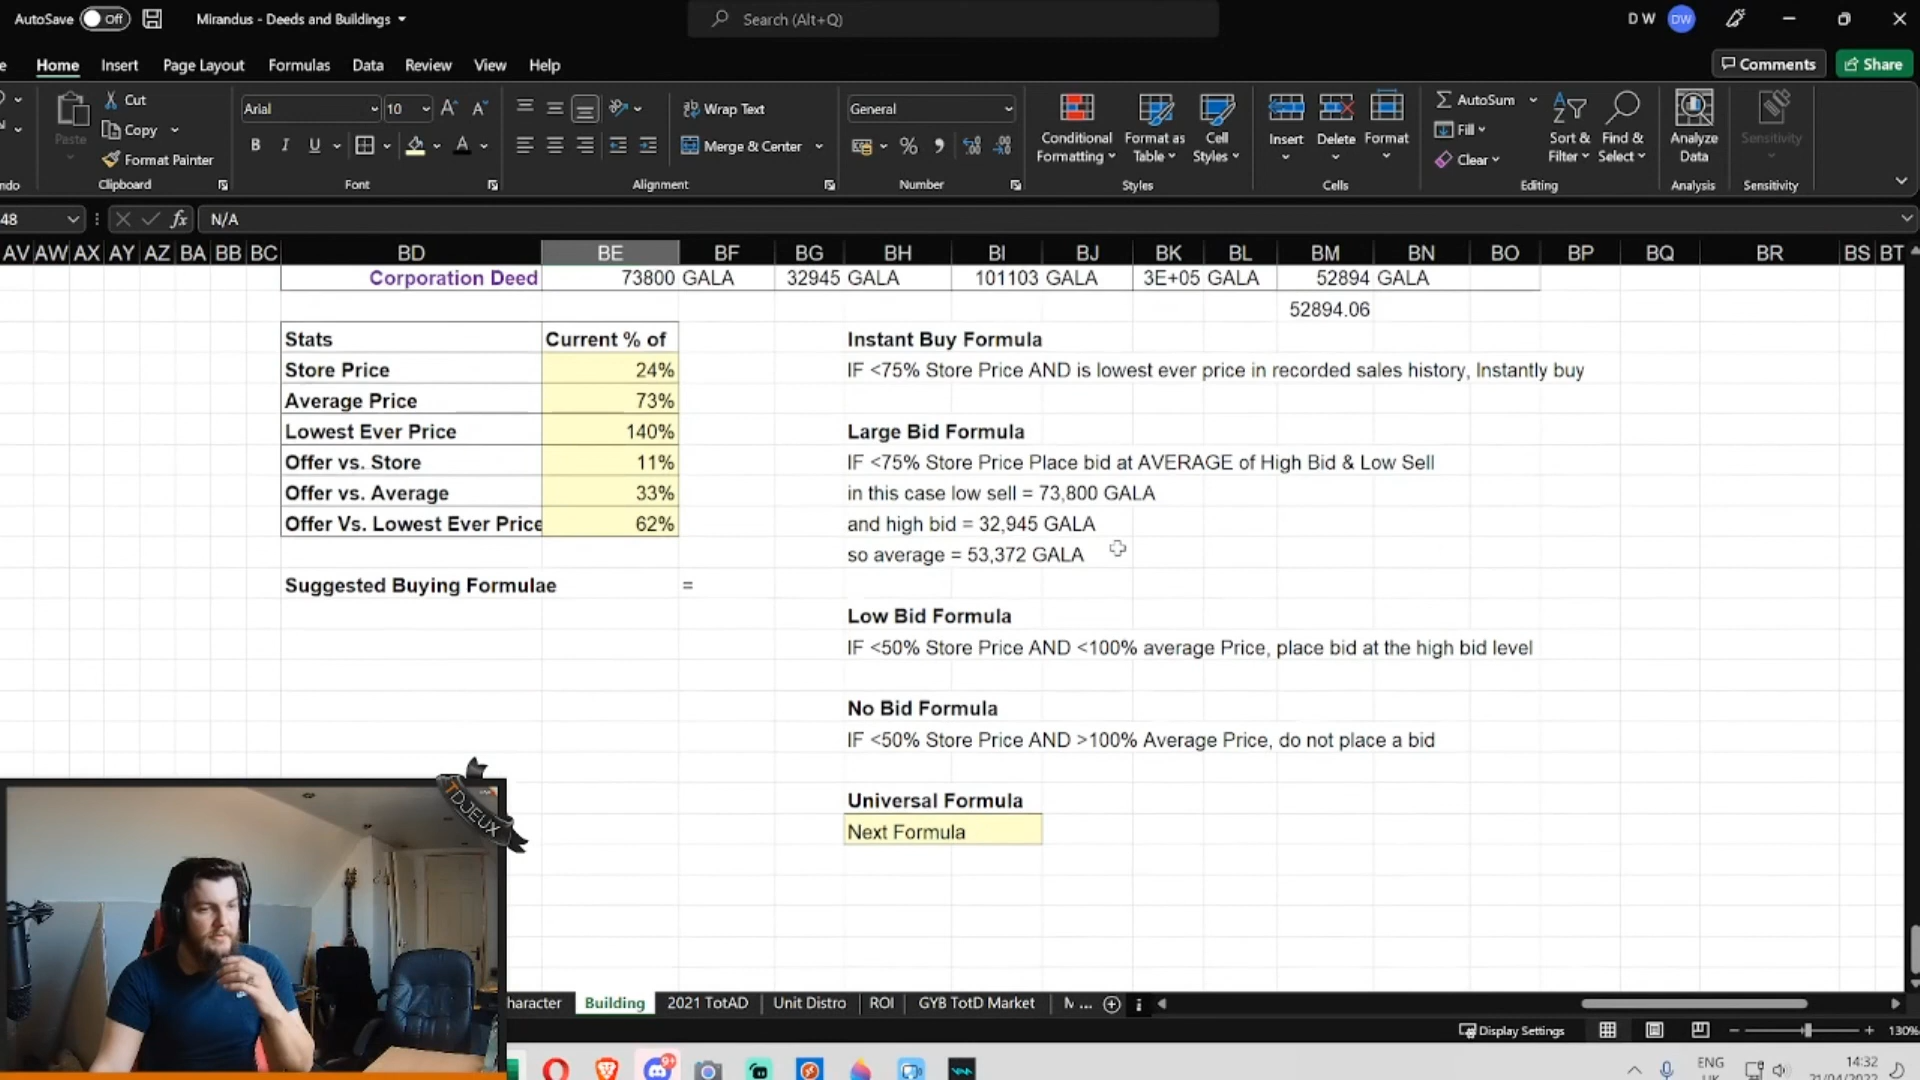 AutoSave Off Mirandus - Deeds and Buildings Search (Alt+Q) D W DW
Home Insert Page Layout Formulas Data Review View Help Comments Share
Paste Cut Copy Format Painter
Arial 10 B I U
Wrap Text Merge & Center
General
Conditional Formatting Format as Table Cell Styles
Insert Delete Format
AutoSum Fill Clear Sort & Filter Find & Select
Analyze Data Sensitivity
Clipboard Font Alignment Number Styles Cells Editing Analysis Sensitivity
48 fx N/A
AV AW AX AY AZ BA BB BC BD BE BF BG BH BI BJ BK BL BM BN BO BP BQ BR BS BT
Corporation Deed 73800 GALA 32945 GALA 101103 GALA 3E+05 GALA 52894 GALA
52894.06
Stats Current % of
Store Price 24%
Average Price 73%
Lowest Ever Price 140%
Offer vs. Store 11%
Offer vs. Average 33%
Offer Vs. Lowest Ever Price 62%
Suggested Buying Formulae =
Instant Buy Formula
IF <75% Store Price AND is lowest ever price in recorded sales history, Instantly buy
Large Bid Formula
IF <75% Store Price Place bid at AVERAGE of High Bid & Low Sell
in this case low sell = 73,800 GALA
and high bid = 32,945 GALA
so average = 53,372 GALA
Low Bid Formula
IF <50% Store Price AND <100% average Price, place bid at the high bid level
No Bid Formula
IF <50% Store Price AND >100% Average Price, do not place a bid
Universal Formula
Next Formula
TDJEUX
haracter Building 2021 TotAD Unit Distro ROI GYB TotD Market
Display Settings 130%
9+
ENG 14:32